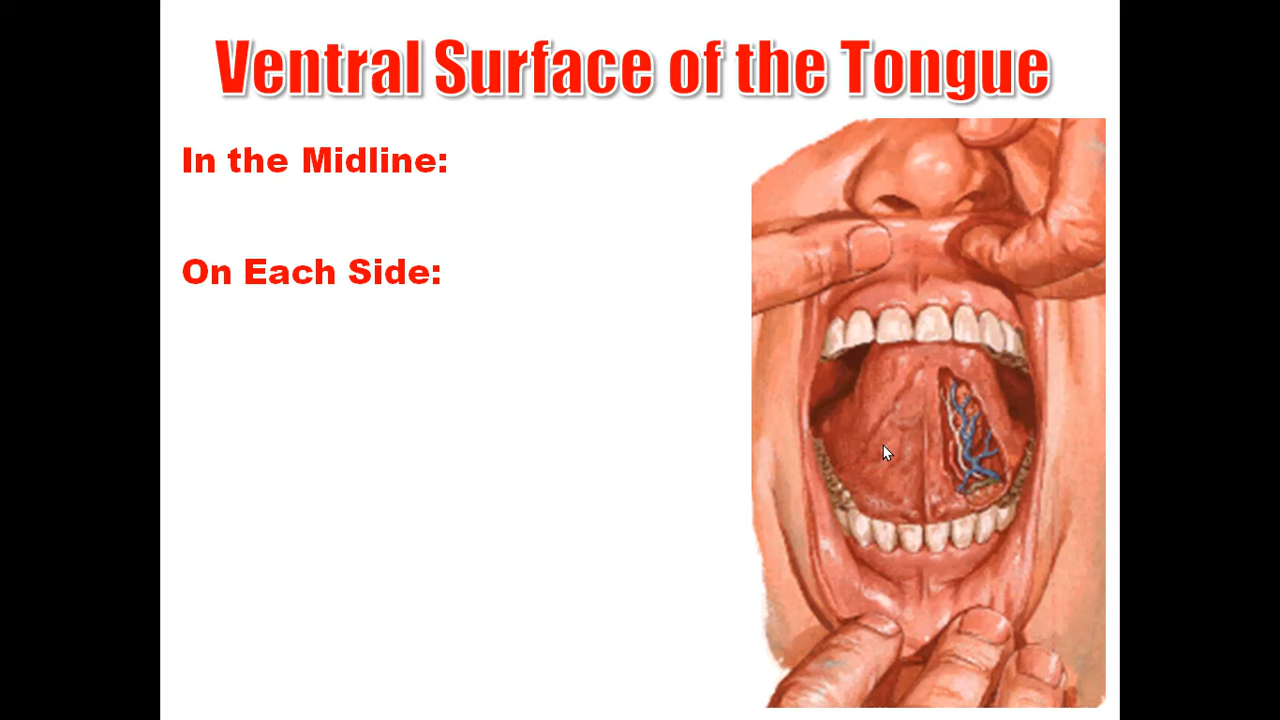 Ventral Surface of the Tongue
In the Midline:
On Each Side: